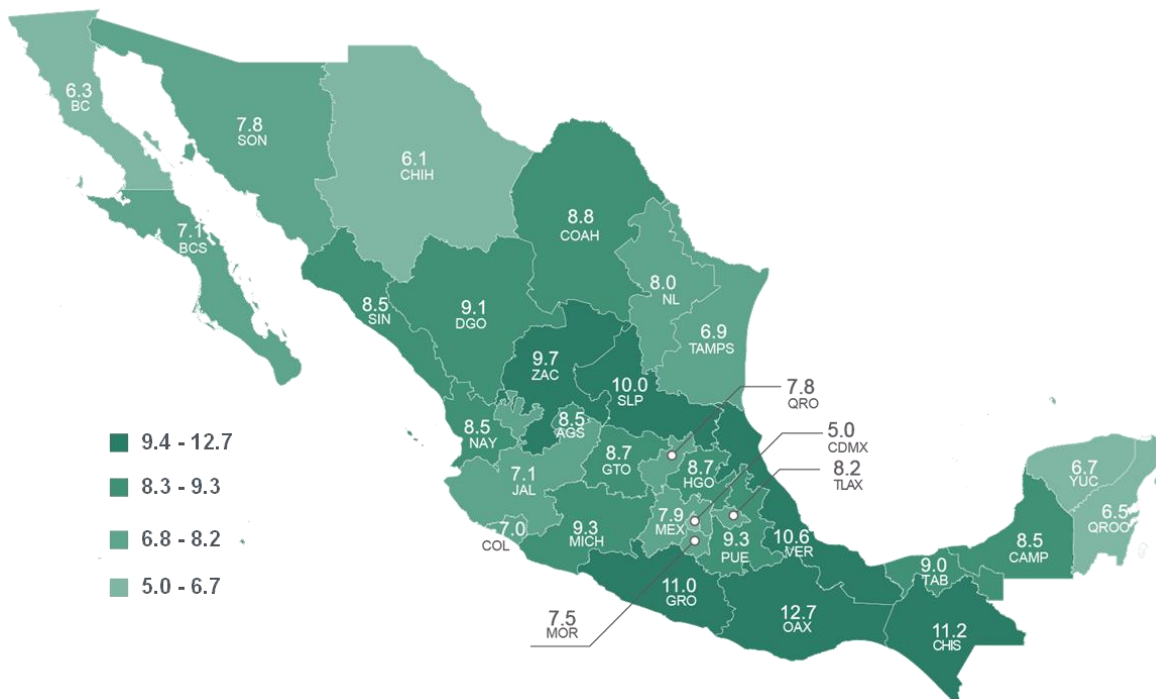 6.3
BC
7.8
SON
6.1
CHIH
7.1
BCS
8.8
COAH
8.0
NL
6.9
TAMPS
8.5
SIN
9.1
DGO
9.7
ZAC
10.0
SLP
7.8
QRO
8.5
NAY
8.5
AGS
8.7
GTO
8.7
HGO
5.0
CDMX
8.2
TLAX
7.1
JAL
7.0
COL
9.3
MICH
7.9
MEX
9.3
PUE
10.6
VER
6.7
YUC
6.5
QROO
8.5
CAMP
9.0
TAB
11.0
GRO
12.7
OAX
11.2
CHIS
7.5
MOR
9.4 - 12.7
8.3 - 9.3
6.8 - 8.2
5.0 - 6.7